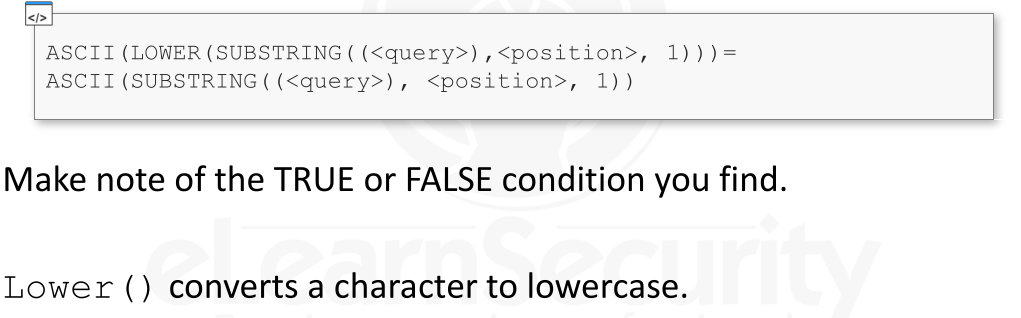 </>
ASCII(LOWER(SUBSTRING((<query>),<position>, 1)))=
ASCII(SUBSTRING((<query>), <position>, 1))
Make note of the TRUE or FALSE condition you find.
eLearnSecurity
Lower() converts a character to lowercase.